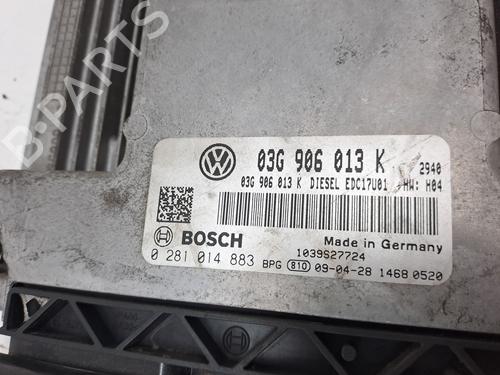 B-PARTS
03G 906 013 K 2940
03G 906 013 K DIESEL EDC17U01 HW: H04
BOSCH
Made in Germany
1039S27724
0 281 014 883 BPG 810 09-04-28 1468 0520